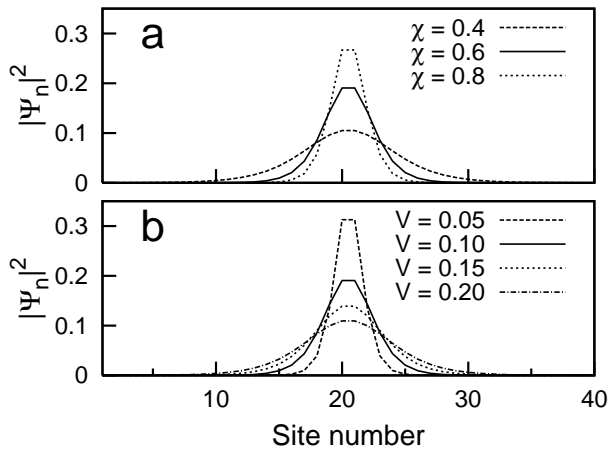 a
χ = 0.4
χ = 0.6
χ = 0.8
0.3
0.2
0.1
0
|Ψn|²
b
V = 0.05
V = 0.10
V = 0.15
V = 0.20
0.3
0.2
0.1
0
|Ψn|²
10 20 30 40
Site number